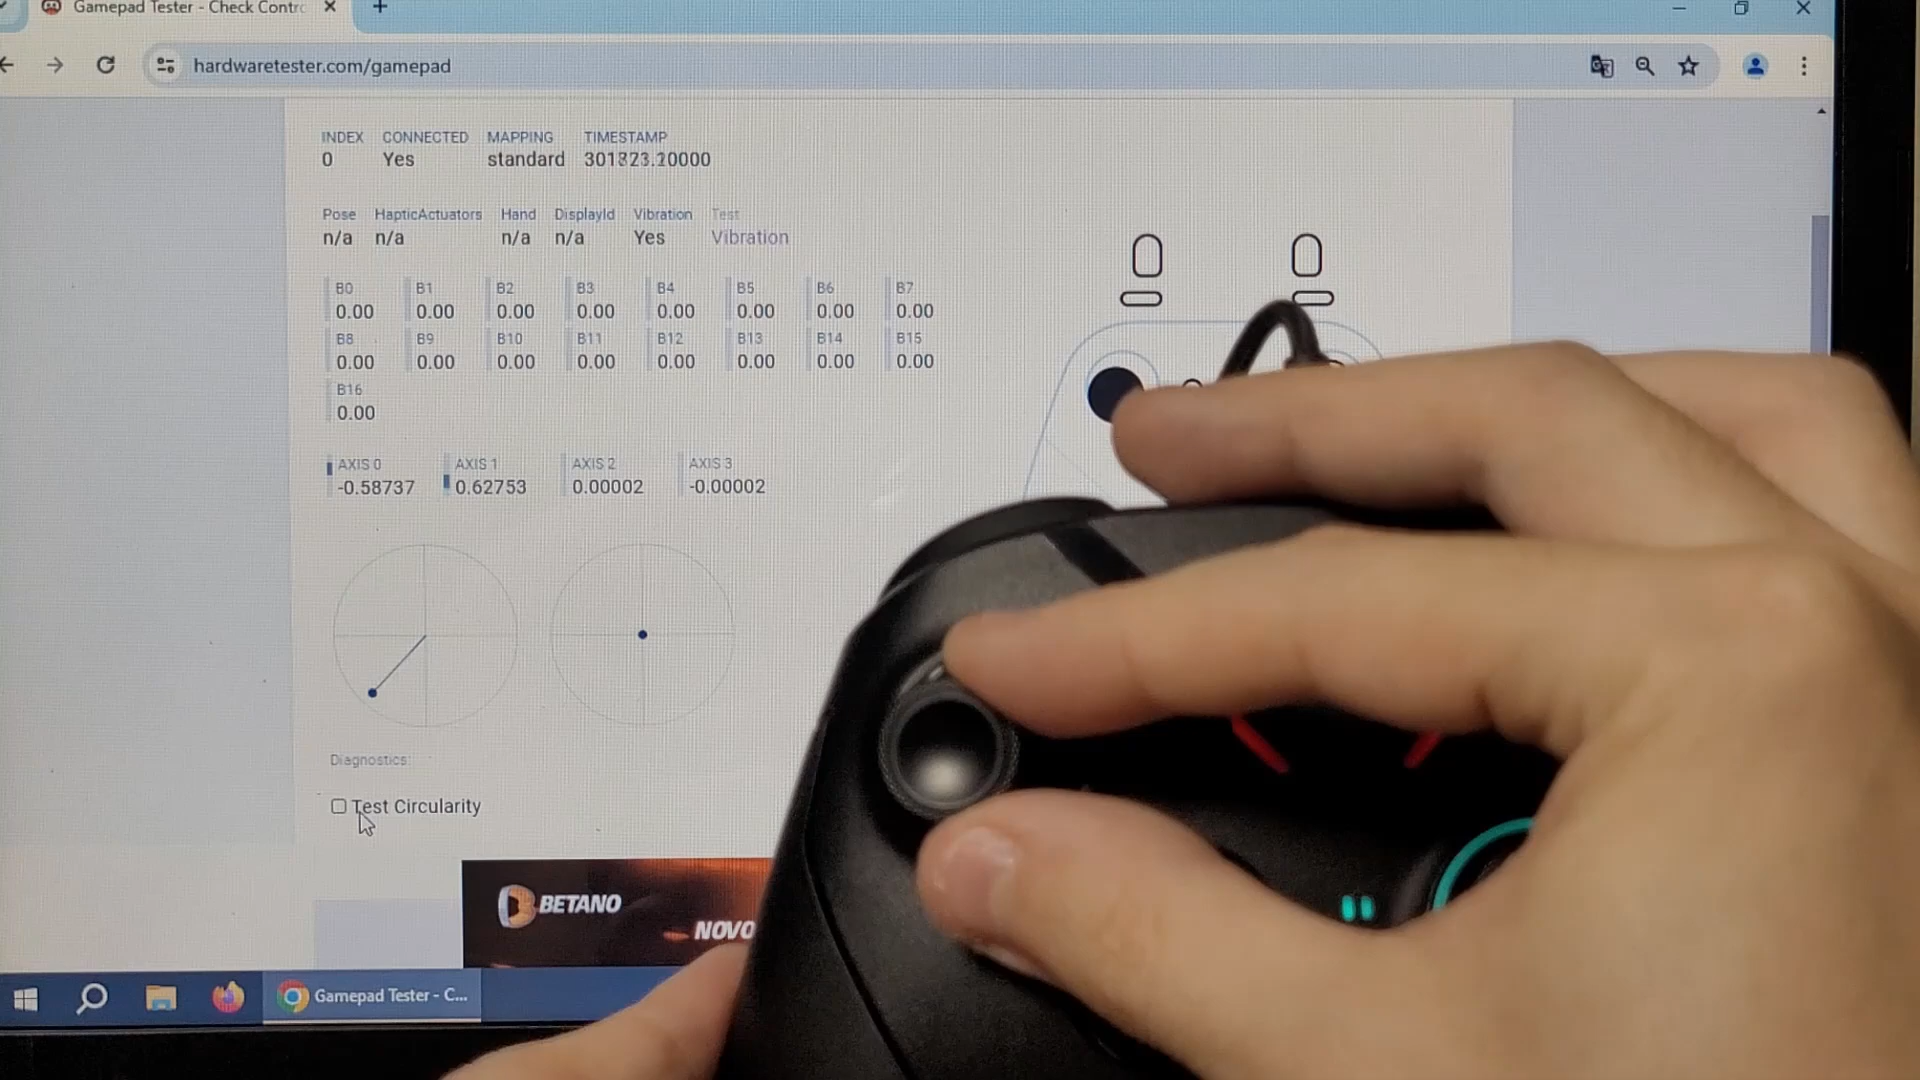 Gamepad Tester - Check Contr
hardwaretester.com/gamepad
INDEX CONNECTED MAPPING TIMESTAMP
0 Yes standard 301323.10000
Pose HapticActuators Hand DisplayId Vibration Test
n/a n/a n/a n/a Yes Vibration
B0 B1 B2 B3 B4 B5 B6 B7
0.00 0.00 0.00 0.00 0.00 0.00 0.00 0.00
B8 B9 B10 B11 B12 B13 B14 B15
0.00 0.00 0.00 0.00 0.00 0.00 0.00 0.00
B16
0.00
AXIS 0 AXIS 1 AXIS 2 AXIS 3
-0.58737 0.62753 0.00002 -0.00002
Diagnostics:
Test Circularity
BETANO
NOVO
Gamepad Tester - C...